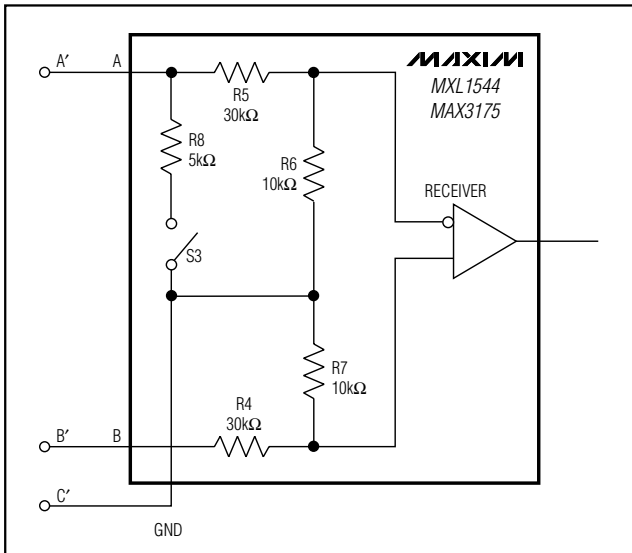 A′
A
R5
30kΩ
MAXIM
MXL1544
MAX3175
R8
5kΩ
R6
10kΩ
RECEIVER
S3
R7
10kΩ
R4
30kΩ
B′
B
C′
GND